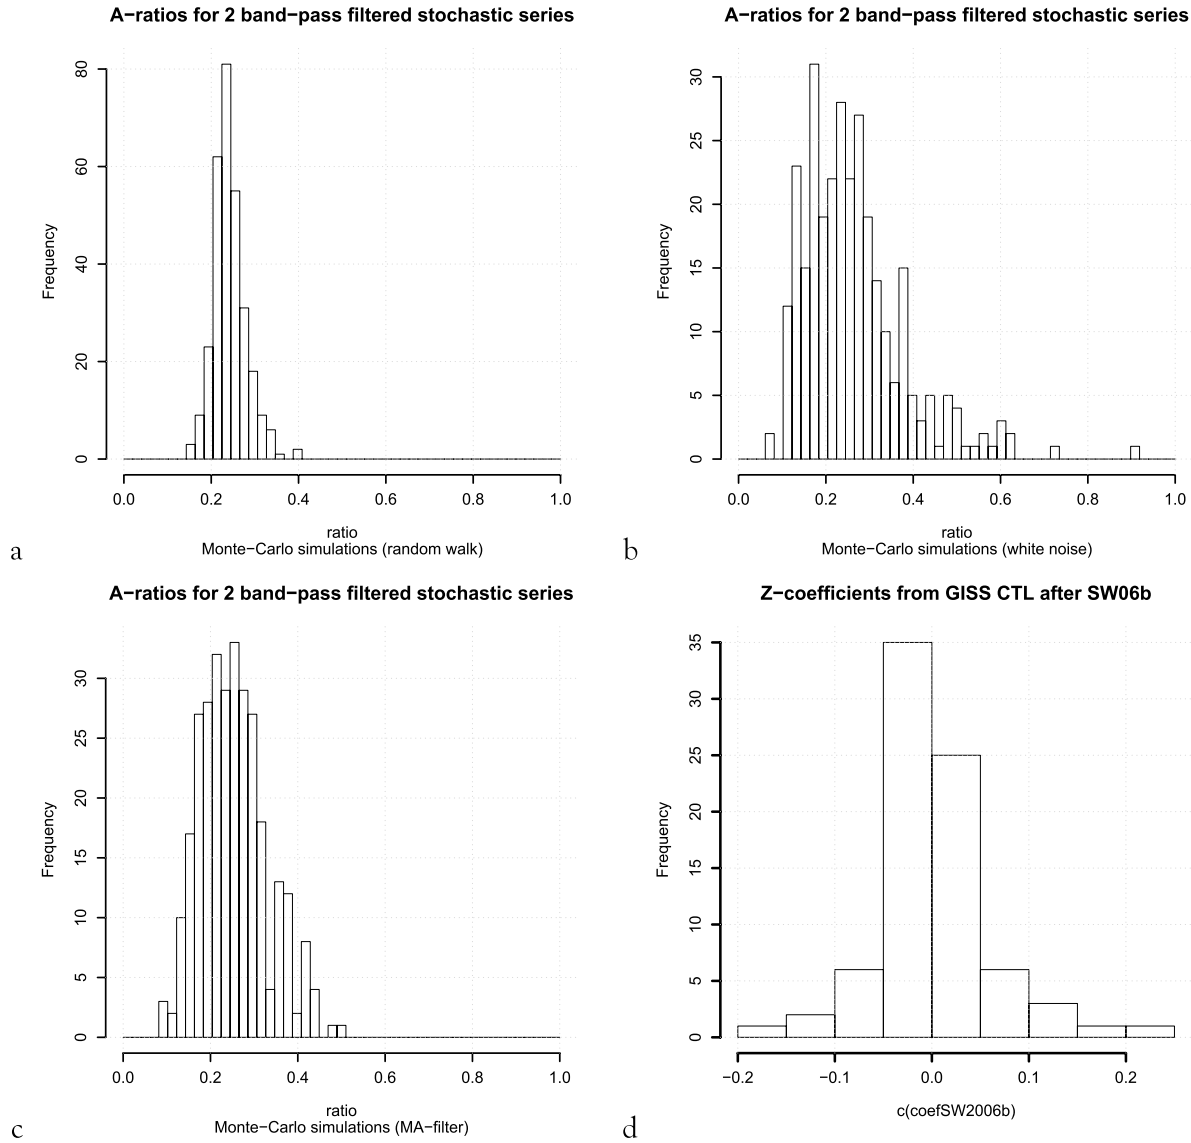 A−ratios for 2 band−pass filtered stochastic series
Frequency
80
60
40
20
0
0.0 0.2 0.4 0.6 0.8 1.0
ratio
Monte−Carlo simulations (random walk)
a
A−ratios for 2 band−pass filtered stochastic series
Frequency
30
25
20
15
10
5
0
0.0 0.2 0.4 0.6 0.8 1.0
ratio
Monte−Carlo simulations (white noise)
b
A−ratios for 2 band−pass filtered stochastic series
Frequency
30
25
20
15
10
5
0
0.0 0.2 0.4 0.6 0.8 1.0
ratio
Monte−Carlo simulations (MA−filter)
c
Z−coefficients from GISS CTL after SW06b
Frequency
35
30
25
20
15
10
5
0
−0.2 −0.1 0.0 0.1 0.2
c(coefSW2006b)
d